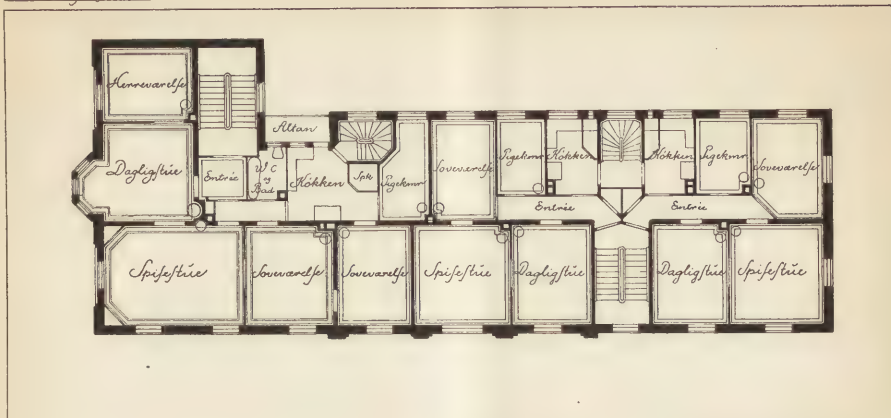 Herreværelse
Altan
Dagligstue
Entrée
WC
og
Bad
Køkken
Spk
Pigekmr
Soveværelse
Pigekmr
Køkken
Køkken
Pigekmr
Soveværelse
Entrée
Entrée
Spisestue
Soveværelse
Soveværelse
Spisestue
Dagligstue
Dagligstue
Spisestue